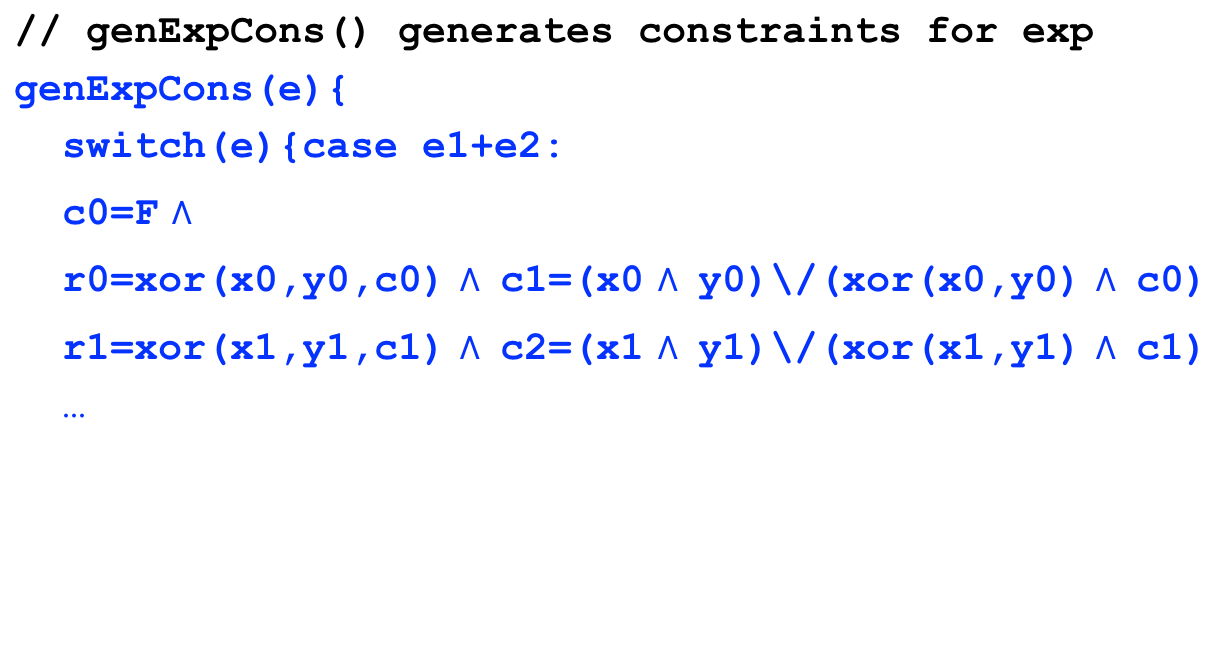 // genExpCons() generates constraints for exp
genExpCons(e){
switch(e){case e1+e2:
c0=F ∧
r0=xor(x0,y0,c0) ∧ c1=(x0 ∧ y0)\/(xor(x0,y0) ∧ c0)
r1=xor(x1,y1,c1) ∧ c2=(x1 ∧ y1)\/(xor(x1,y1) ∧ c1)
…